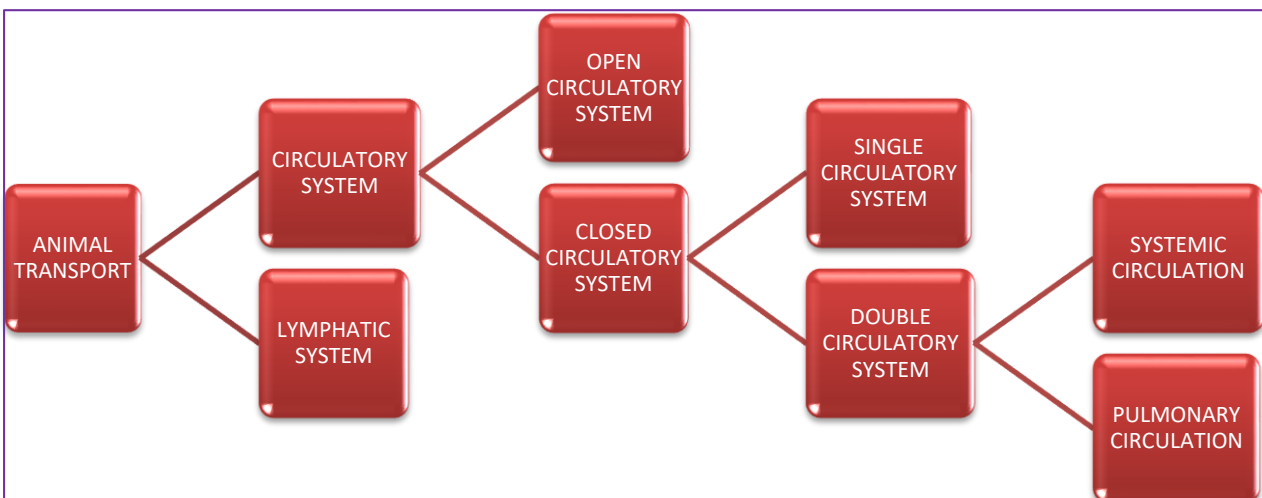 ANIMAL
TRANSPORT
CIRCULATORY
SYSTEM
LYMPHATIC
SYSTEM
OPEN
CIRCULATORY
SYSTEM
CLOSED
CIRCULATORY
SYSTEM
SINGLE
CIRCULATORY
SYSTEM
DOUBLE
CIRCULATORY
SYSTEM
SYSTEMIC
CIRCULATION
PULMONARY
CIRCULATION